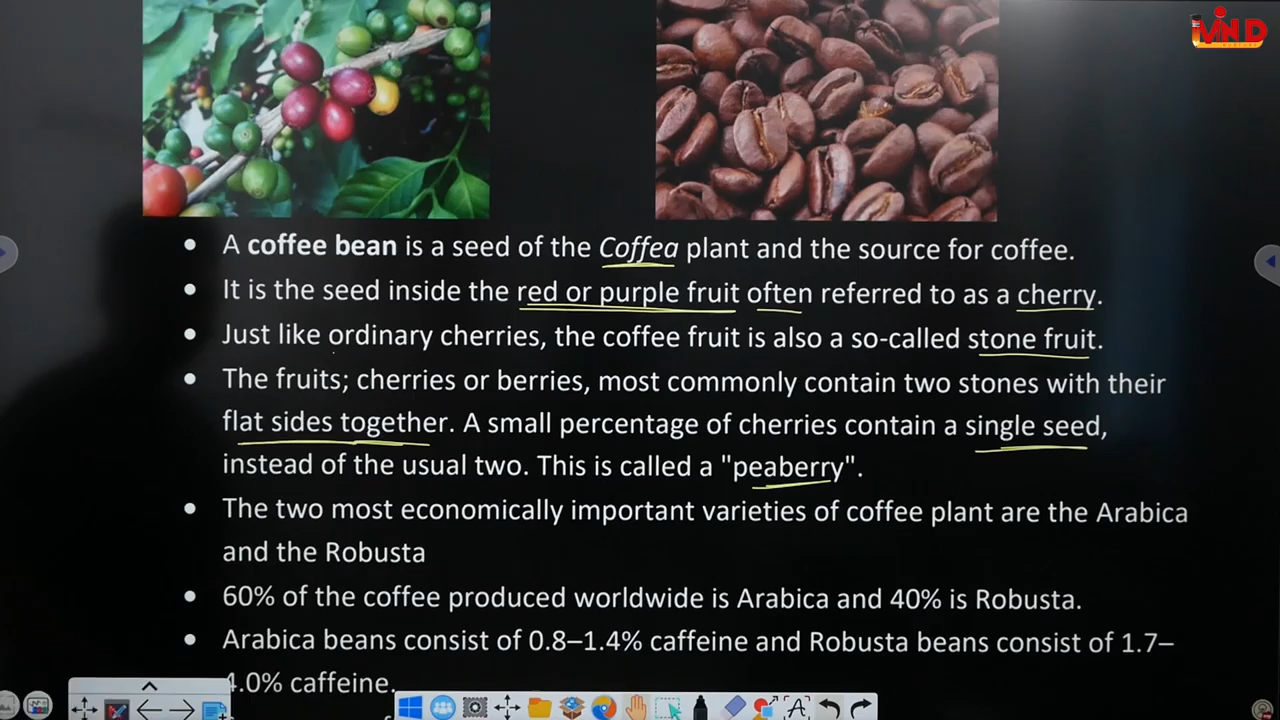 MIND
A coffee bean is a seed of the Coffea plant and the source for coffee.
It is the seed inside the red or purple fruit often referred to as a cherry.
Just like ordinary cherries, the coffee fruit is also a so-called stone fruit.
The fruits; cherries or berries, most commonly contain two stones with their
flat sides together. A small percentage of cherries contain a single seed,
instead of the usual two. This is called a "peaberry".
The two most economically important varieties of coffee plant are the Arabica
and the Robusta
60% of the coffee produced worldwide is Arabica and 40% is Robusta.
Arabica beans consist of 0.8–1.4% caffeine and Robusta beans consist of 1.7–
4.0% caffeine.